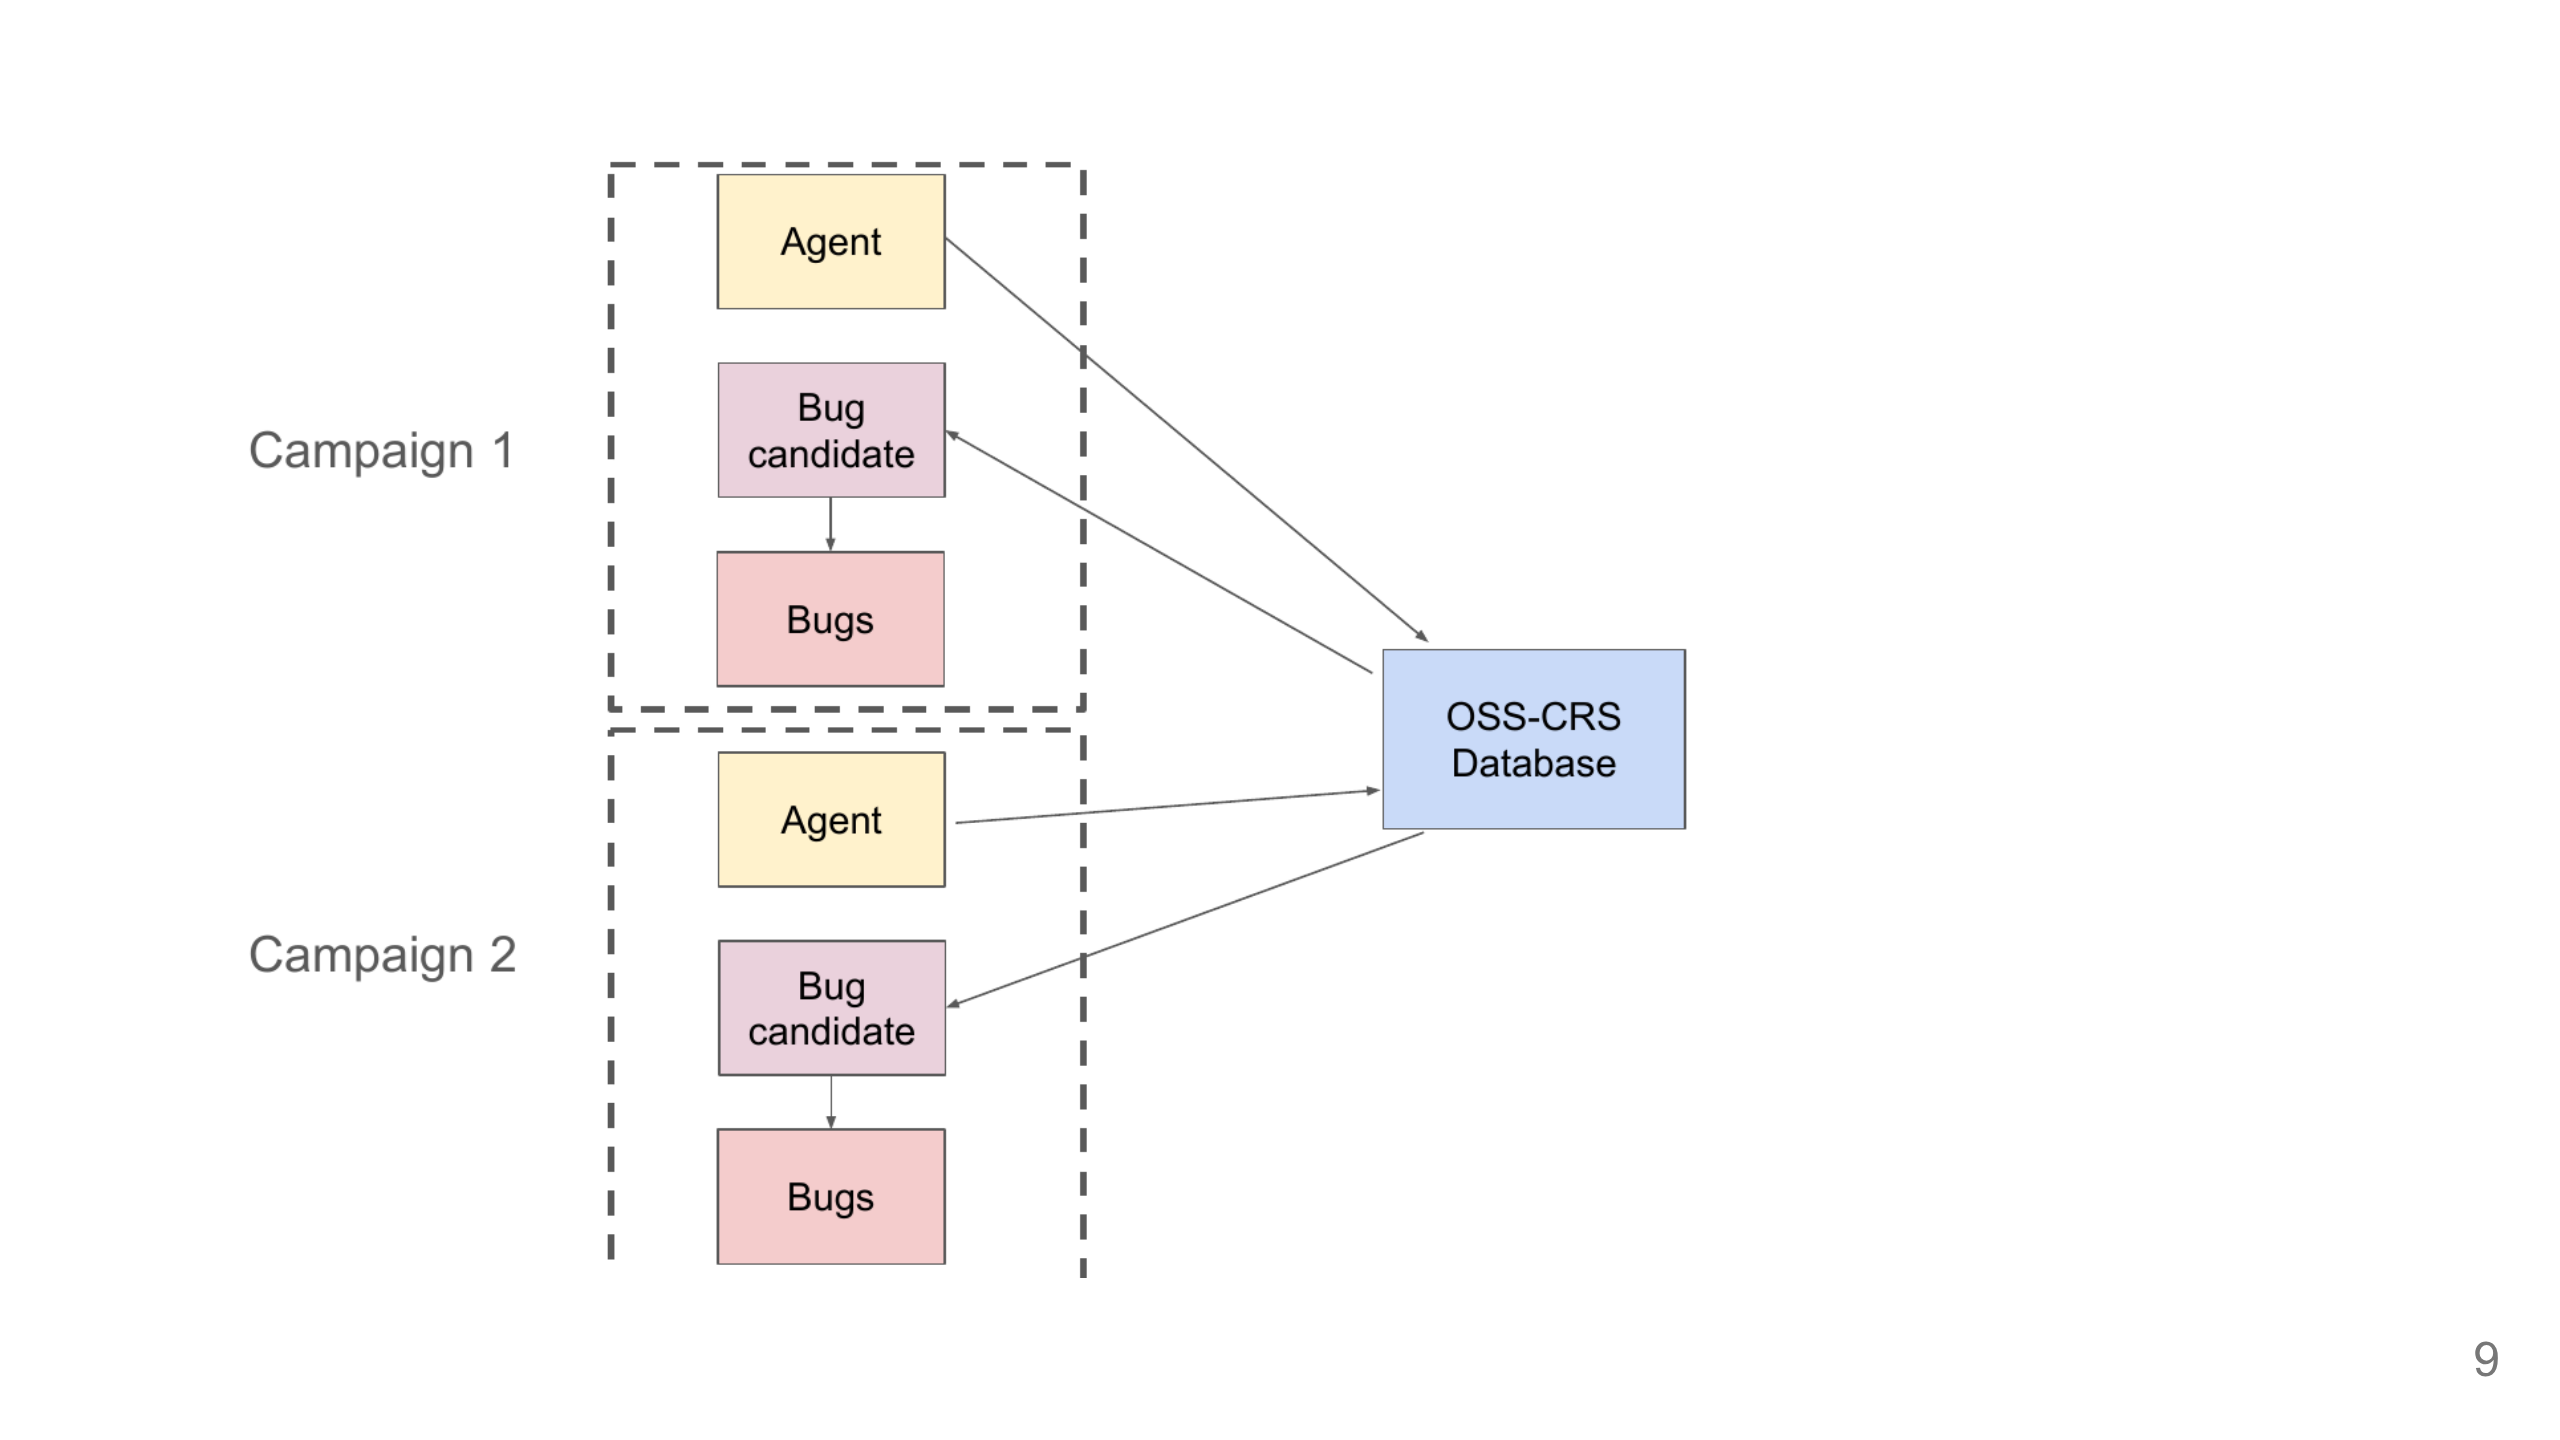 Agent
Bug
candidate
Campaign 1
Bugs
OSS-CRS
Database
Agent
Campaign 2
Bug
candidate
Bugs
9